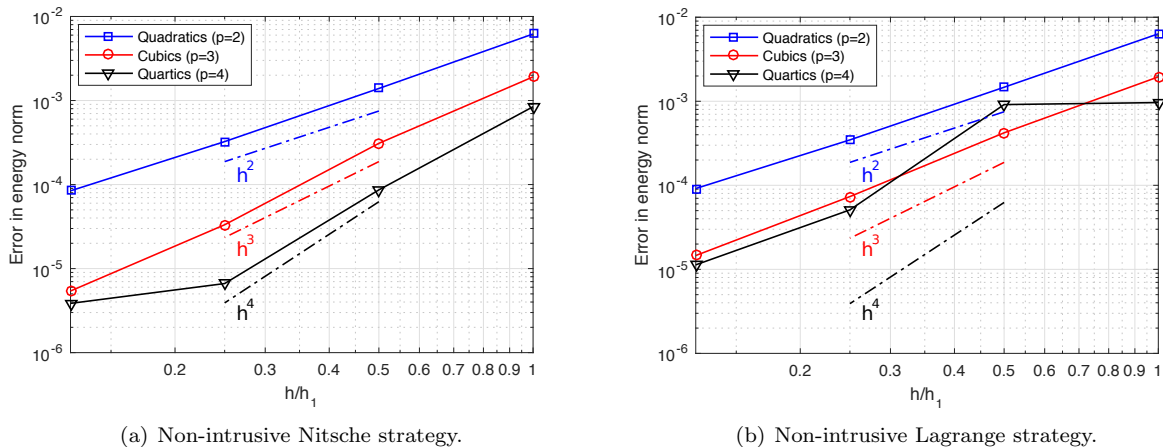 Error in energy norm
10^-2
10^-3
10^-4
10^-5
10^-6
Quadratics (p=2)
Cubics (p=3)
Quartics (p=4)
h^2
h^3
h^4
0.2 0.3 0.4 0.5 0.6 0.7 0.8 0.9 1
h/h_1
(a) Non-intrusive Nitsche strategy.
Error in energy norm
10^-2
10^-3
10^-4
10^-5
10^-6
Quadratics (p=2)
Cubics (p=3)
Quartics (p=4)
h^2
h^3
h^4
0.2 0.3 0.4 0.5 0.6 0.7 0.8 0.9 1
h/h_1
(b) Non-intrusive Lagrange strategy.